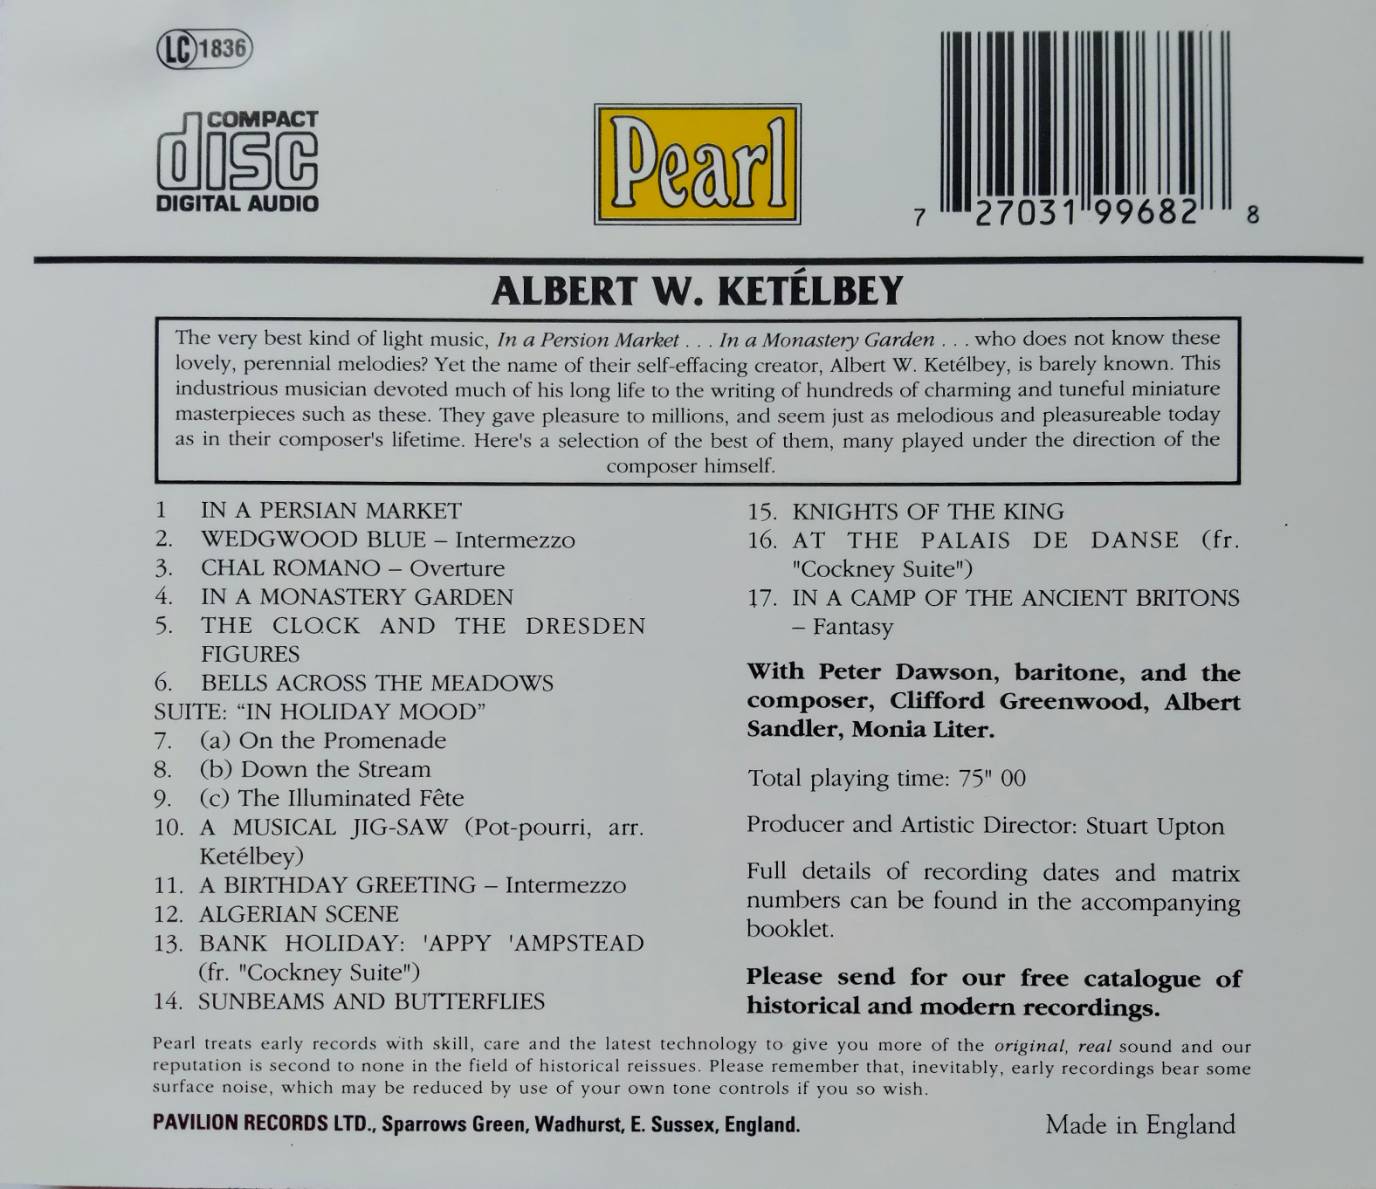 LC 1836
COMPACT
disc
DIGITAL AUDIO
Pearl
7 27031 99682 8
ALBERT W. KETÉLBEY
The very best kind of light music, In a Persion Market . . . In a Monastery Garden . . . who does not know these
lovely, perennial melodies? Yet the name of their self-effacing creator, Albert W. Ketélbey, is barely known. This
industrious musician devoted much of his long life to the writing of hundreds of charming and tuneful miniature
masterpieces such as these. They gave pleasure to millions, and seem just as melodious and pleasureable today
as in their composer's lifetime. Here's a selection of the best of them, many played under the direction of the
composer himself.
1 IN A PERSIAN MARKET
2. WEDGWOOD BLUE – Intermezzo
3. CHAL ROMANO – Overture
4. IN A MONASTERY GARDEN
5. THE CLOCK AND THE DRESDEN
FIGURES
6. BELLS ACROSS THE MEADOWS
SUITE: “IN HOLIDAY MOOD”
7. (a) On the Promenade
8. (b) Down the Stream
9. (c) The Illuminated Fête
10. A MUSICAL JIG-SAW (Pot-pourri, arr.
Ketélbey)
11. A BIRTHDAY GREETING – Intermezzo
12. ALGERIAN SCENE
13. BANK HOLIDAY: 'APPY 'AMPSTEAD
(fr. "Cockney Suite")
14. SUNBEAMS AND BUTTERFLIES
15. KNIGHTS OF THE KING
16. AT THE PALAIS DE DANSE (fr.
"Cockney Suite")
17. IN A CAMP OF THE ANCIENT BRITONS
– Fantasy
With Peter Dawson, baritone, and the
composer, Clifford Greenwood, Albert
Sandler, Monia Liter.
Total playing time: 75" 00
Producer and Artistic Director: Stuart Upton
Full details of recording dates and matrix
numbers can be found in the accompanying
booklet.
Please send for our free catalogue of
historical and modern recordings.
Pearl treats early records with skill, care and the latest technology to give you more of the original, real sound and our
reputation is second to none in the field of historical reissues. Please remember that, inevitably, early recordings bear some
surface noise, which may be reduced by use of your own tone controls if you so wish.
PAVILION RECORDS LTD., Sparrows Green, Wadhurst, E. Sussex, England.
Made in England